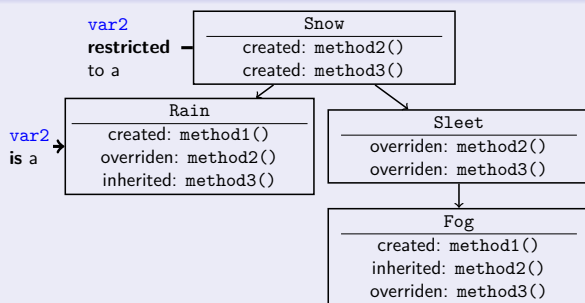 var2
restricted
to a
Snow
created: method2()
created: method3()
var2
is a
Rain
created: method1()
overriden: method2()
inherited: method3()
Sleet
overriden: method2()
overriden: method3()
Fog
created: method1()
inherited: method2()
overriden: method3()